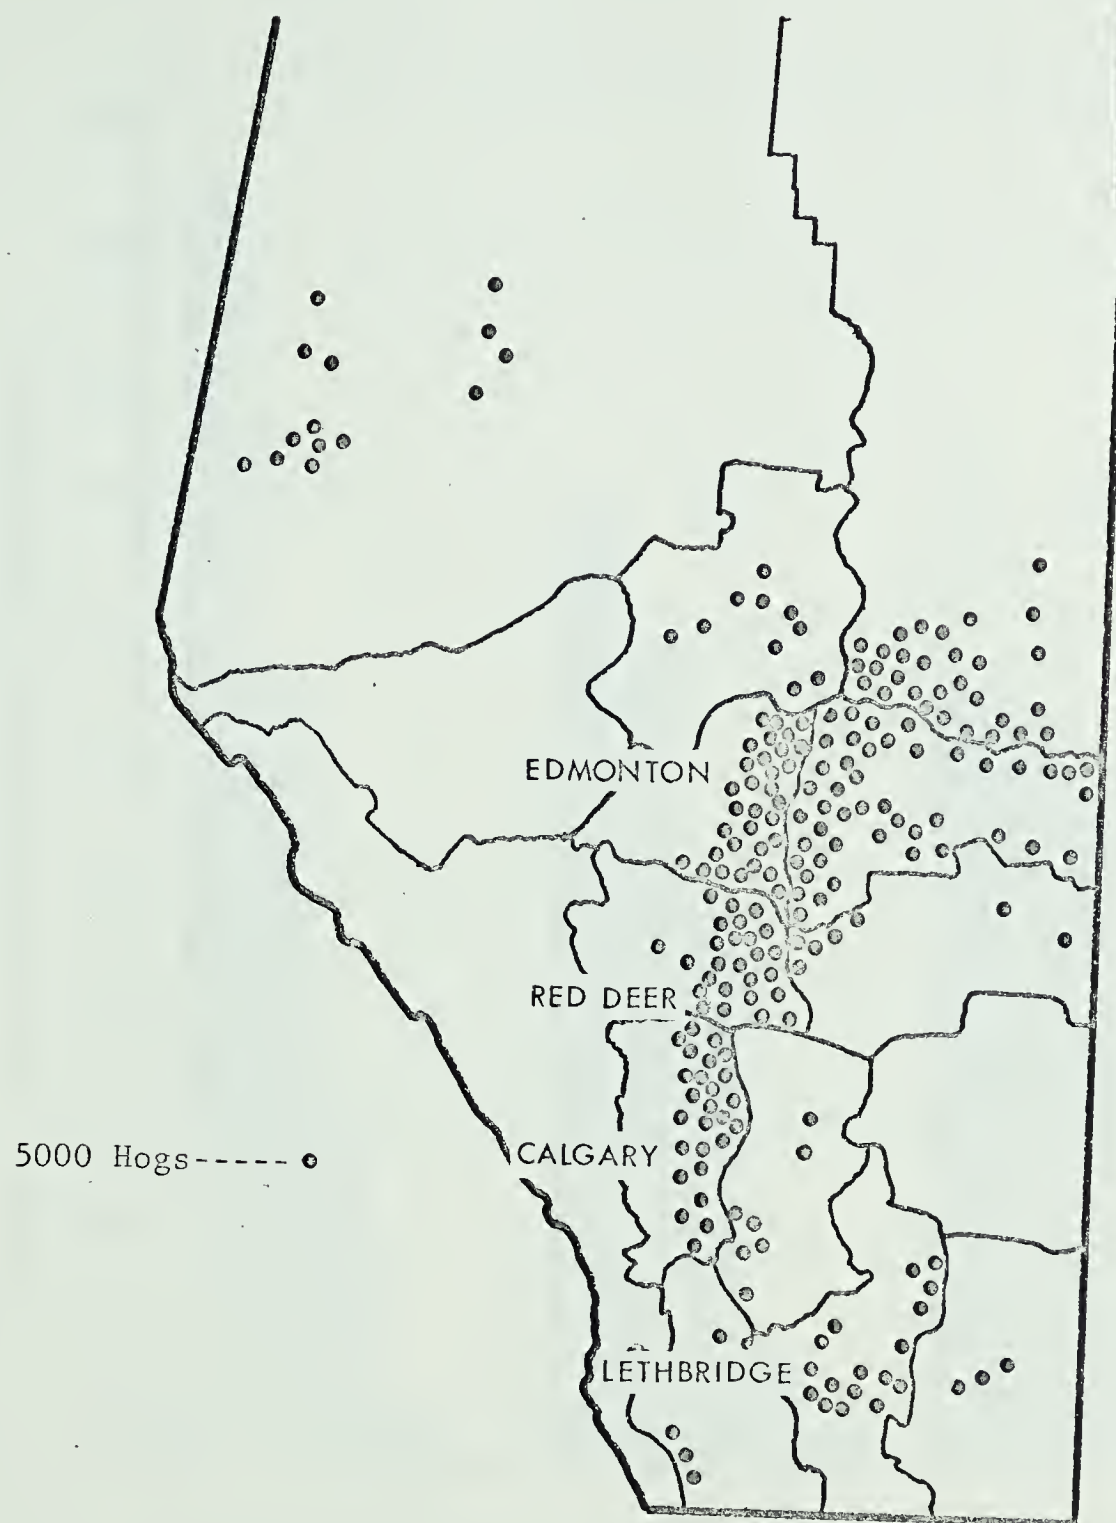 EDMONTON
RED DEER
5000 Hogs-----
CALGARY
LETHBRIDGE